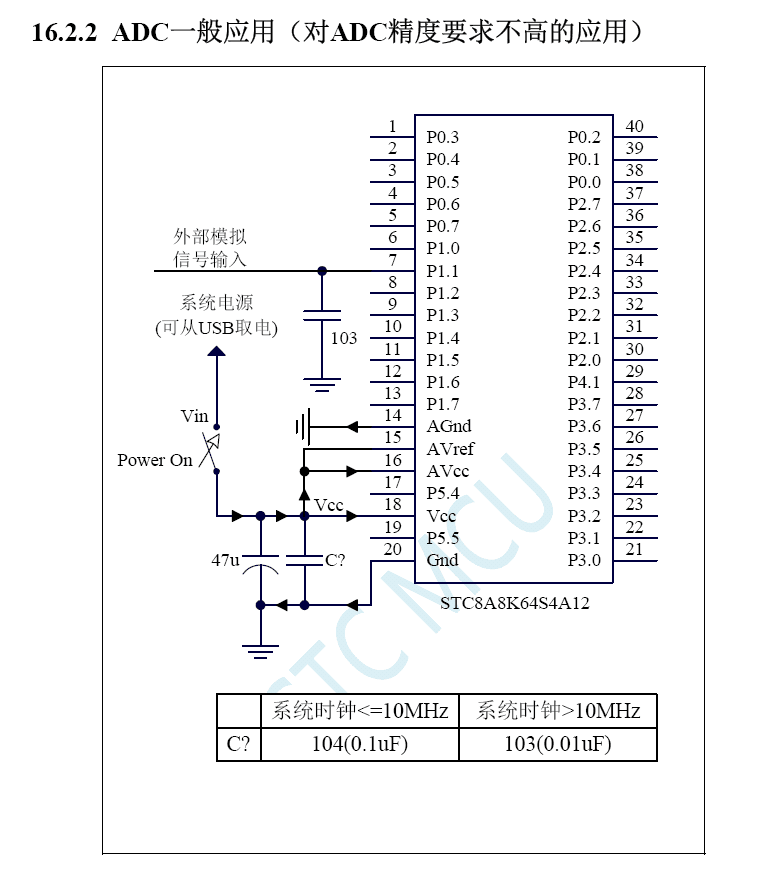 16.2.2 ADC一般应用（对ADC精度要求不高的应用）
1 P0.3 P0.2 40
2 P0.4 P0.1 39
3 P0.5 P0.0 38
4 P0.6 P2.7 37
5 P0.7 P2.6 36
6 P1.0 P2.5 35
外部模拟
信号输入
7 P1.1 P2.4 34
8 P1.2 P2.3 33
9 P1.3 P2.2 32
系统电源
(可从USB取电)
103
10 P1.4 P2.1 31
11 P1.5 P2.0 30
12 P1.6 P4.1 29
13 P1.7 P3.7 28
Vin
14 AGnd P3.6 27
15 AVref P3.5 26
Power On
16 AVcc P3.4 25
17 P5.4 P3.3 24
Vcc
18 Vcc P3.2 23
19 P5.5 P3.1 22
47u C?
20 Gnd P3.0 21
STC8A8K64S4A12
STC MCU
系统时钟<=10MHz 系统时钟>10MHz
C? 104(0.1uF) 103(0.01uF)